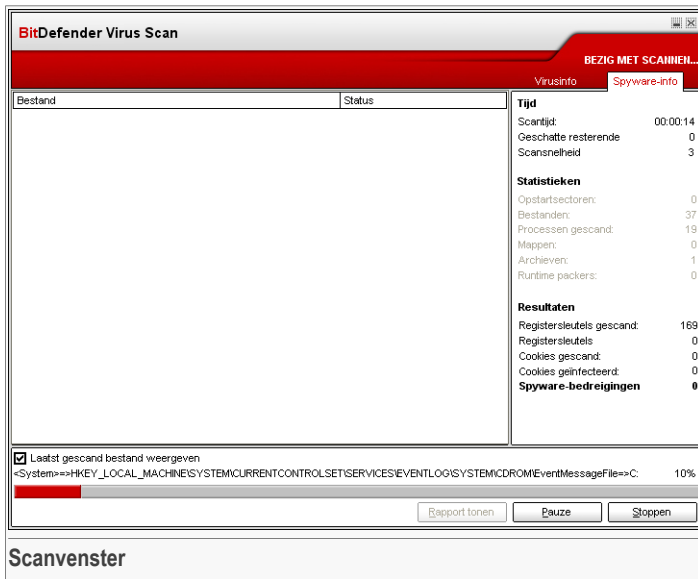 BitDefender Virus Scan
BEZIG MET SCANNEN...
Virusinfo Spyware-info
Bestand Status
Tijd
Scantijd: 00:00:14
Geschatte resterende 0
Scansnelheid 3
Statistieken
Opstartsectoren: 0
Bestanden: 37
Processen gescand: 19
Mappen: 0
Archieven: 1
Runtime packers: 0
Resultaten
Registersleutels gescand: 169
Registersleutels 0
Cookies gescand: 0
Cookies geïnfecteerd: 0
Spyware-bedreigingen 0
Laatst gescand bestand weergeven
<System>=>HKEY_LOCAL_MACHINE\SYSTEM\CURRENTCONTROLSET\SERVICES\EVENTLOG\SYSTEM\CDROM\EventMessageFile=>C: 10%
Rapport tonen Pauze Stoppen
Scanvenster